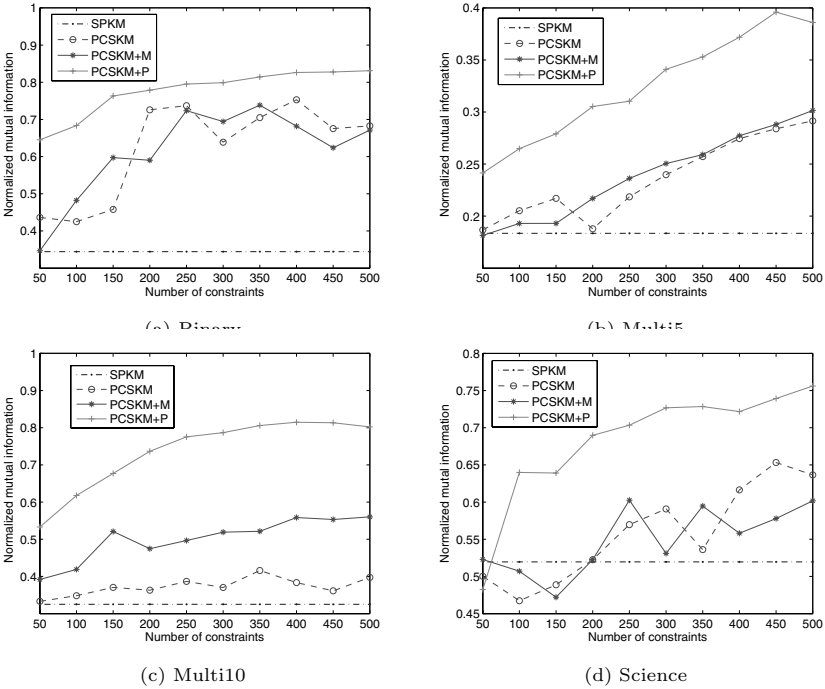 1
0.9
0.8
0.7
0.6
0.5
0.4
Normalized mutual information
SPKM
PCSKM
PCSKM+M
PCSKM+P
50 100 150 200 250 300 350 400 450 500
Number of constraints
(a) Binary
0.4
0.35
0.3
0.25
0.2
Normalized mutual information
SPKM
PCSKM
PCSKM+M
PCSKM+P
50 100 150 200 250 300 350 400 450 500
Number of constraints
(b) Multi5
1
0.9
0.8
0.7
0.6
0.5
0.4
Normalized mutual information
SPKM
PCSKM
PCSKM+M
PCSKM+P
50 100 150 200 250 300 350 400 450 500
Number of constraints
(c) Multi10
0.8
0.75
0.7
0.65
0.6
0.55
0.5
0.45
Normalized mutal information
SPKM
PCSKM
PCSKM+M
PCSKM+P
50 100 150 200 250 300 350 400 450 500
Number of constraints
(d) Science